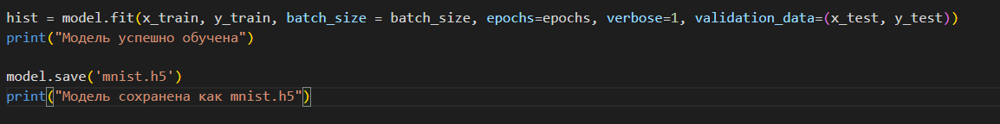 hist = model.fit(x_train, y_train, batch_size = batch_size, epochs=epochs, verbose=1, validation_data=(x_test, y_test))
print("Модель успешно обучена")
model.save('mnist.h5')
print("Модель сохранена как mnist.h5")